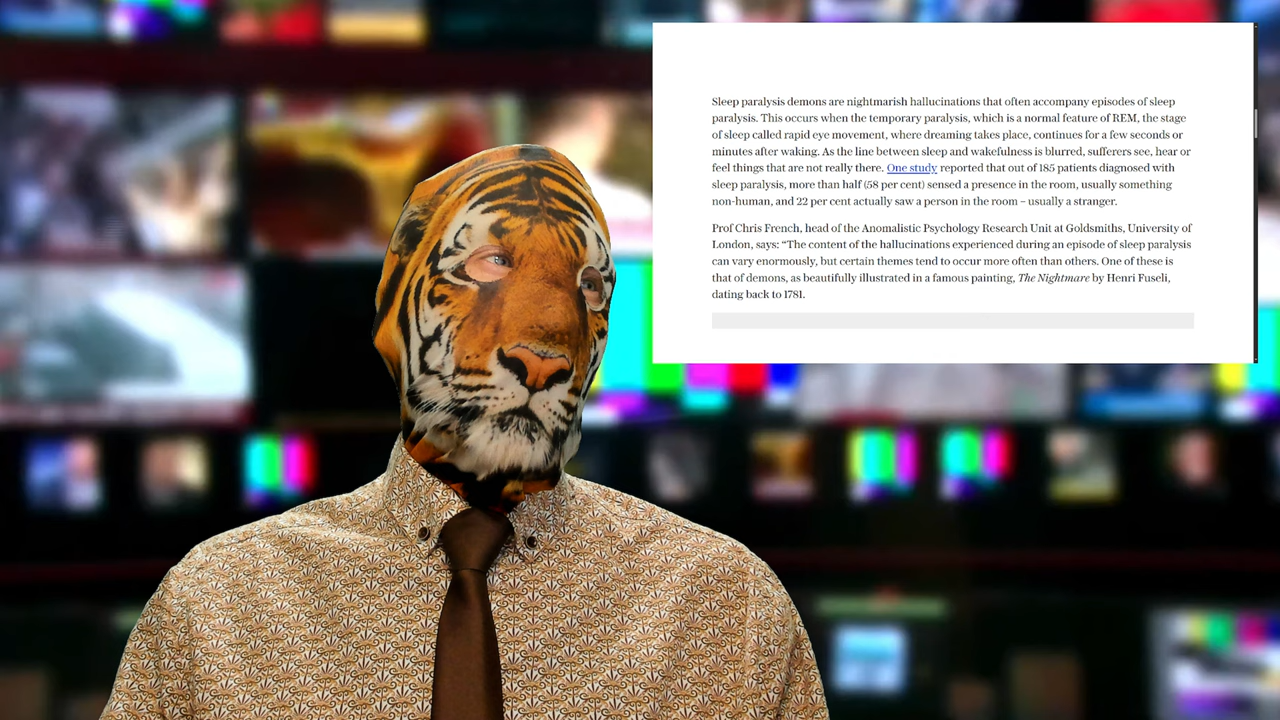 Sleep paralysis demons are nightmarish hallucinations that often accompany episodes of sleep
paralysis. This occurs when the temporary paralysis, which is a normal feature of REM, the stage
of sleep called rapid eye movement, where dreaming takes place, continues for a few seconds or
minutes after waking. As the line between sleep and wakefulness is blurred, sufferers see, hear or
feel things that are not really there. One study reported that out of 185 patients diagnosed with
sleep paralysis, more than half (58 per cent) sensed a presence in the room, usually something
non-human, and 22 per cent actually saw a person in the room – usually a stranger.
Prof Chris French, head of the Anomalistic Psychology Research Unit at Goldsmiths, University of
London, says: “The content of the hallucinations experienced during an episode of sleep paralysis
can vary enormously, but certain themes tend to occur more often than others. One of these is
that of demons, as beautifully illustrated in a famous painting, The Nightmare by Henri Fuseli,
dating back to 1781.